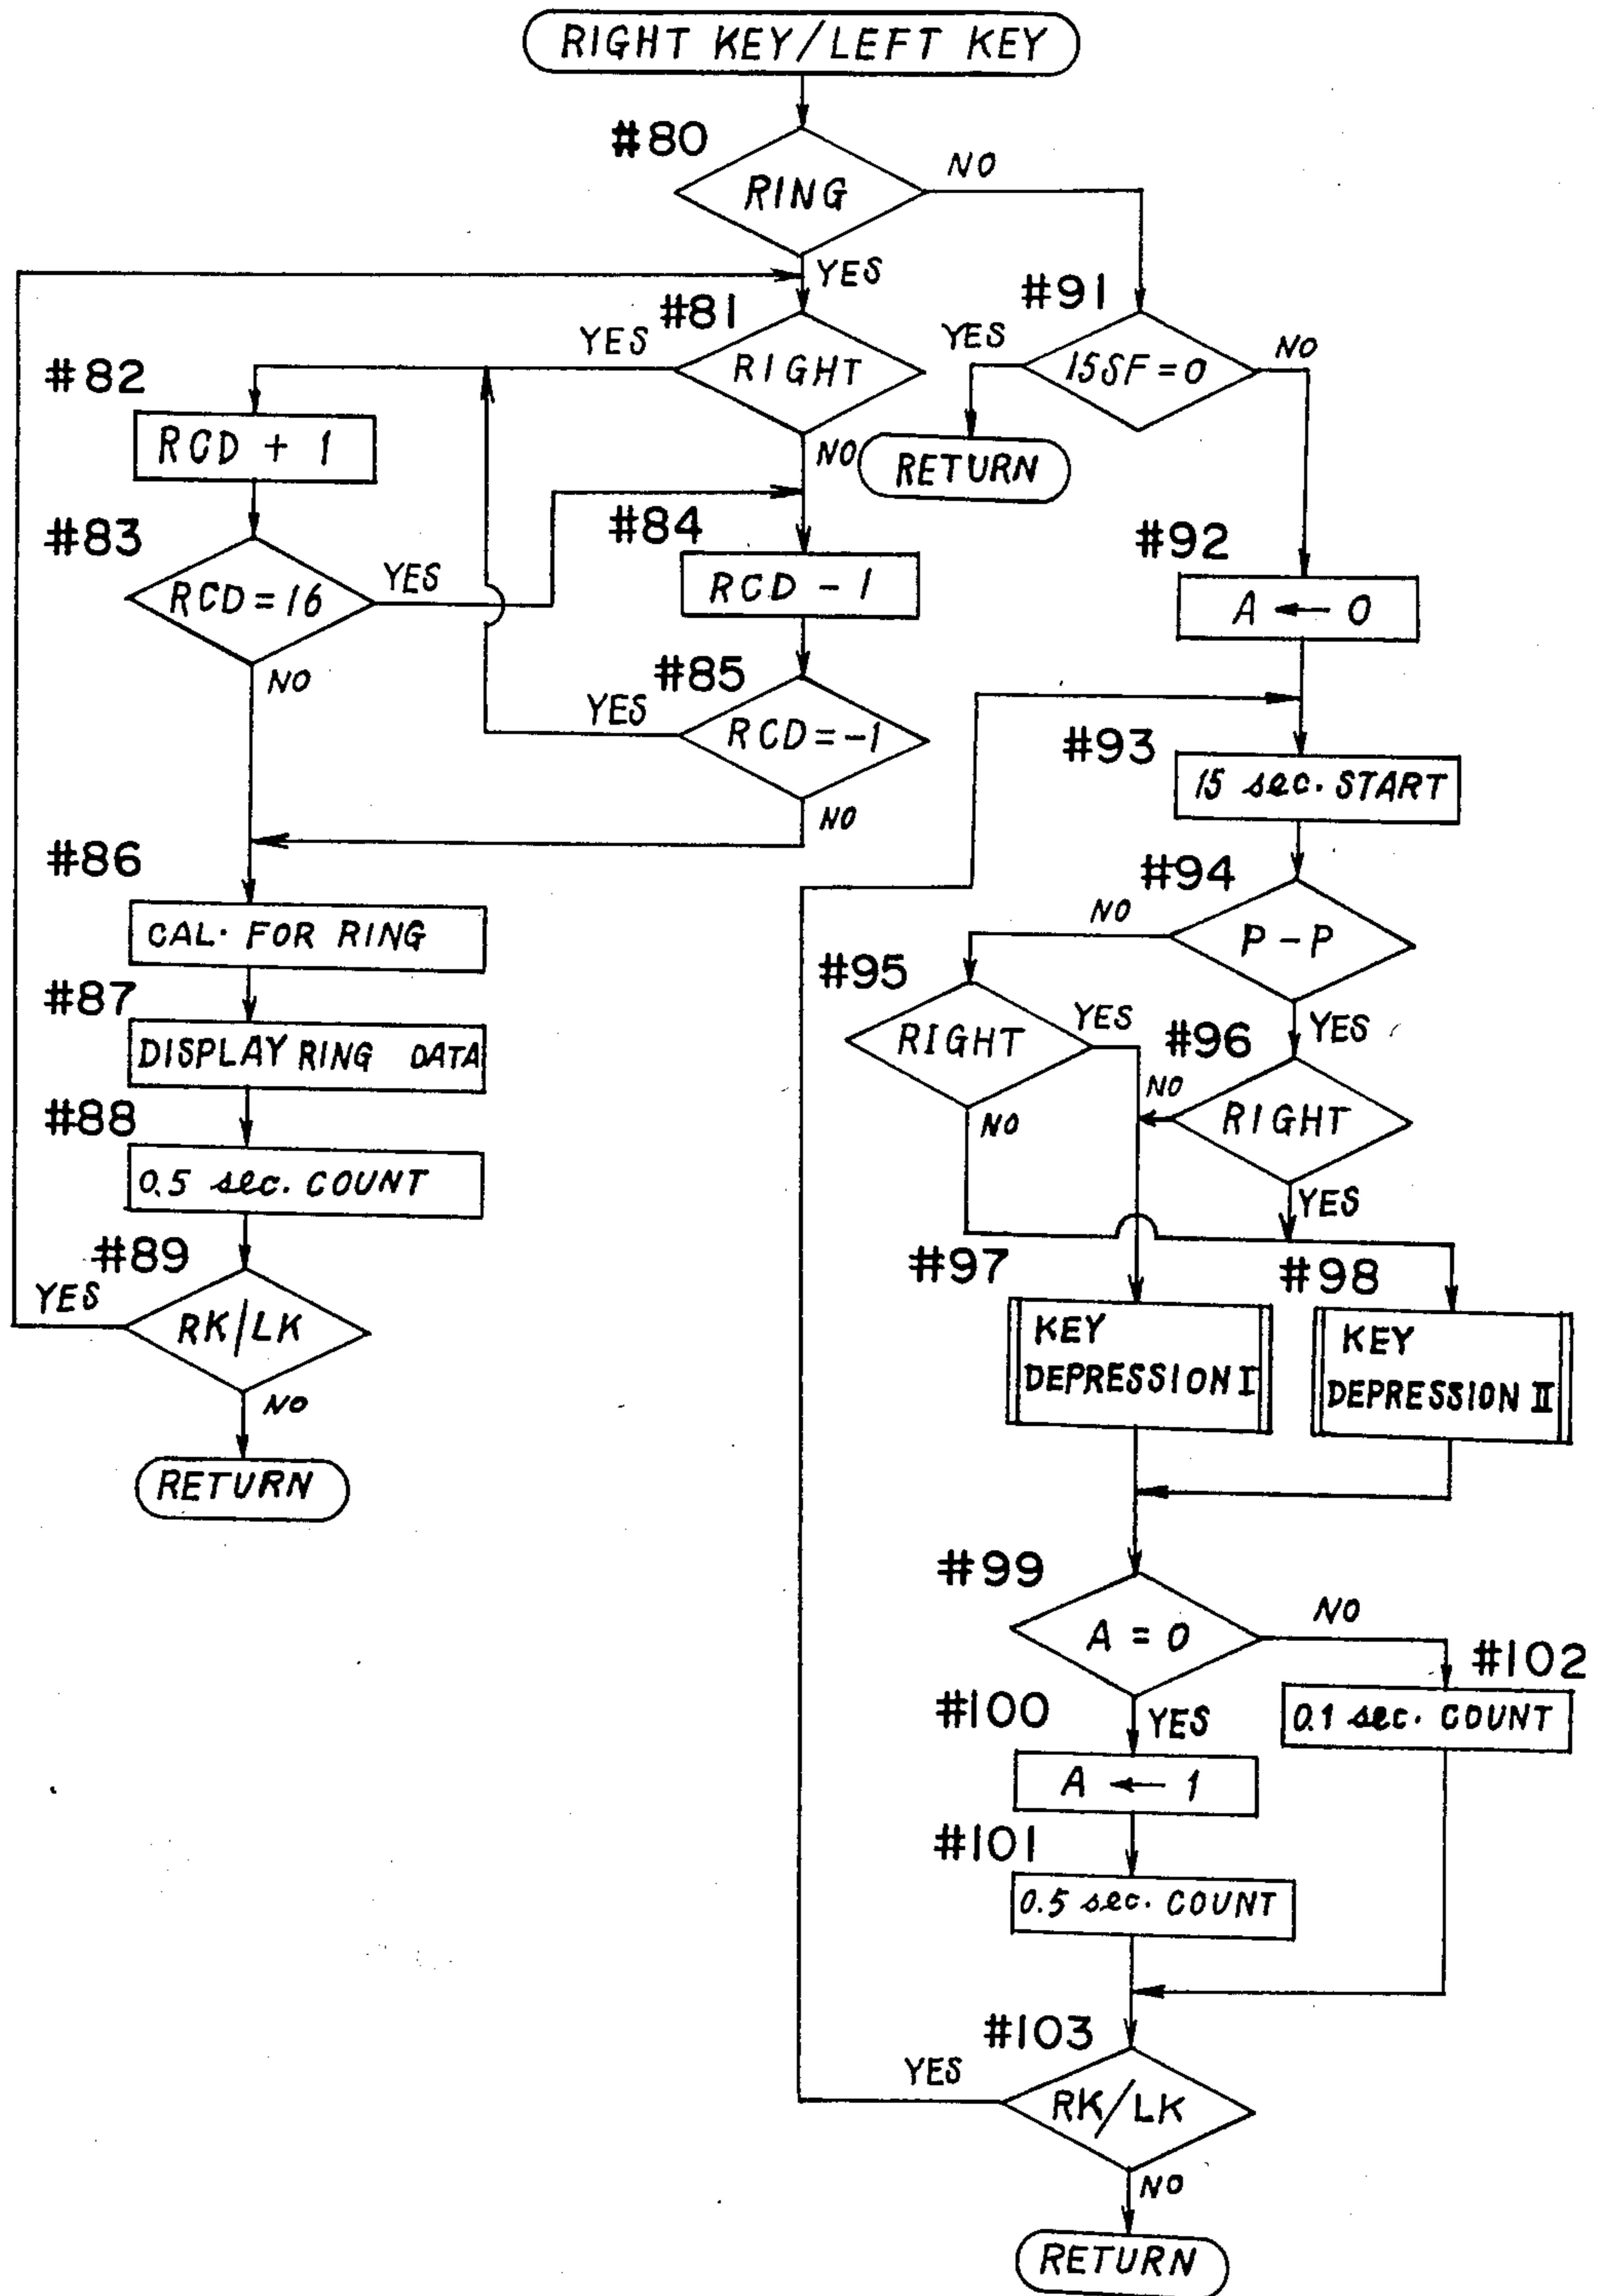 RIGHT KEY/LEFT KEY
#80
RING
NO
YES
#81
RIGHT
YES
NO
#91
15SF=0
YES
NO
RETURN
#82
RCD + 1
#83
RCD=16
YES
NO
#84
RCD - 1
#85
RCD=-1
YES
NO
#86
CAL. FOR RING
#87
DISPLAY RING DATA
#88
0.5 sec. COUNT
#89
RK/LK
YES
NO
RETURN
#92
A ← 0
#93
15 sec. START
#94
P-P
NO
YES
#95
RIGHT
YES
NO
#96
RIGHT
NO
YES
#97
KEY
DEPRESSION I
#98
KEY
DEPRESSION II
#99
A = 0
NO
YES
#100
A ← 1
#101
0.5 sec. COUNT
#102
0.1 sec. COUNT
#103
RK/LK
YES
NO
RETURN